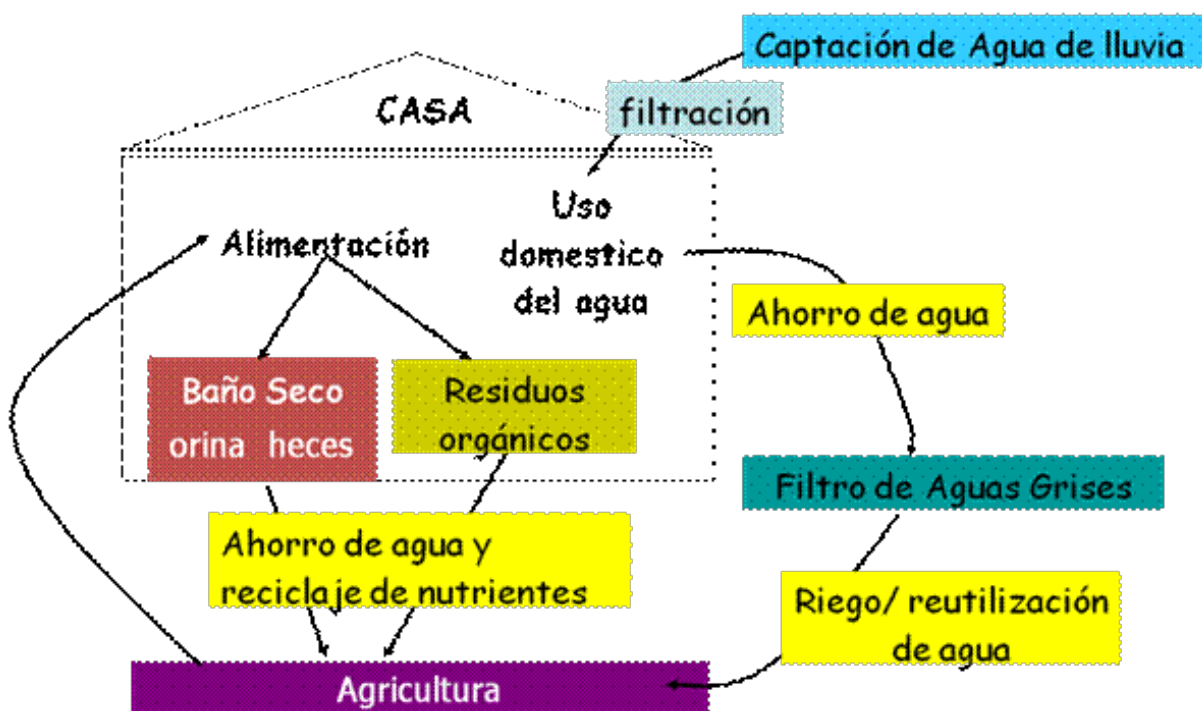 Captación de Agua de lluvia
CASA
filtración
Uso
domestico
del agua
Alimentación
Ahorro de agua
Baño Seco
orina heces
Residuos
orgánicos
Filtro de Aguas Grises
Ahorro de agua y
reciclaje de nutrientes
Riego/ reutilización
de agua
Agricultura